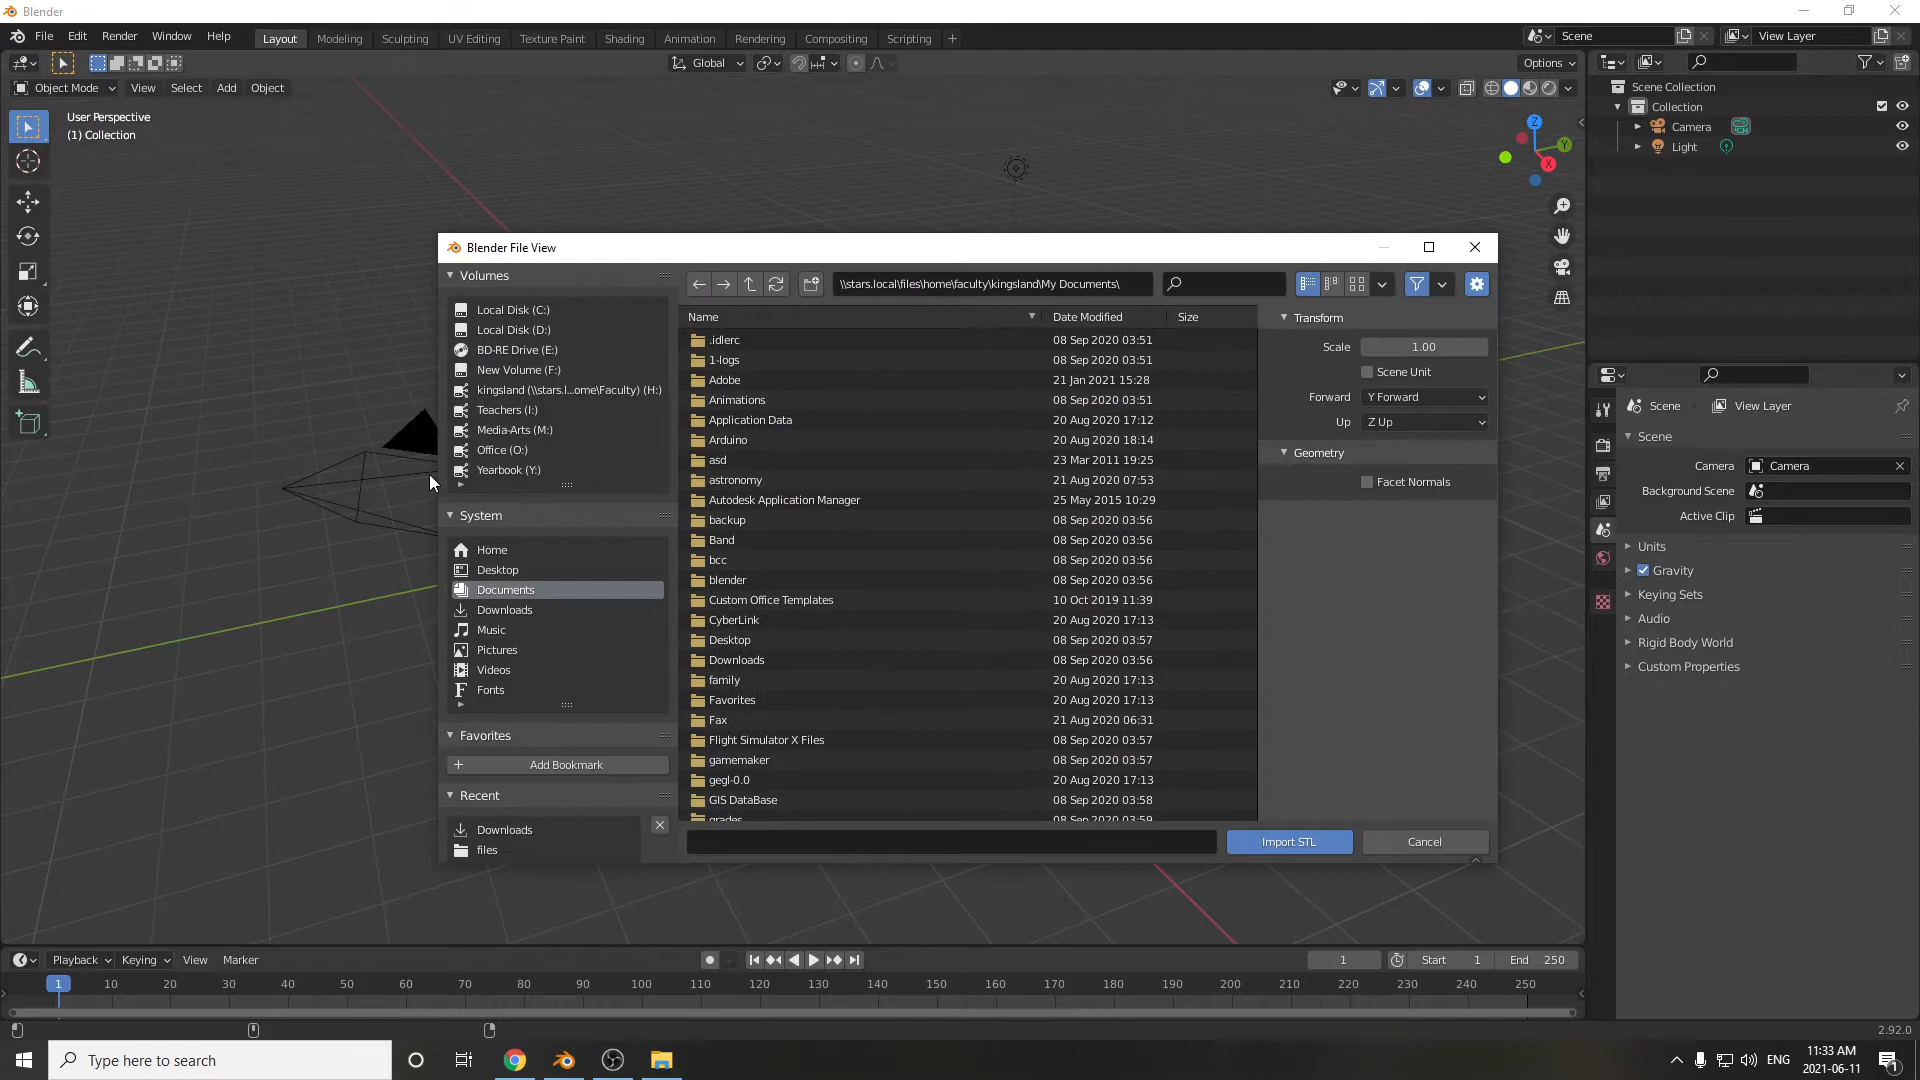 Blender
File Edit Render Window Help
Layout Modeling Sculpting UV Editing Texture Paint Shading Animation Rendering Compositing Scripting +
Scene
View Layer
Global
Options
Object Mode View Select Add Object
User Perspective
(1) Collection
Z
Y
X
Scene Collection
Collection
Camera
Light
Blender File View
Volumes
Local Disk (C:)
Local Disk (D:)
BD-RE Drive (E:)
New Volume (F:)
kingsland (\\stars.l...ome\Faculty) (H:)
Teachers (I:)
Media-Arts (M:)
Office (O:)
Yearbook (Y:)
System
Home
Desktop
Documents
Downloads
Music
Pictures
Videos
Fonts
Favorites
Add Bookmark
Recent
Downloads
files
\\stars.local\files\home\faculty\kingsland\My Documents\
Name Date Modified Size
.idlerc 08 Sep 2020 03:51
1-logs 08 Sep 2020 03:51
Adobe 21 Jan 2021 15:28
Animations 08 Sep 2020 03:51
Application Data 20 Aug 2020 17:12
Arduino 20 Aug 2020 18:14
asd 23 Mar 2011 19:25
astronomy 21 Aug 2020 07:53
Autodesk Application Manager 25 May 2015 10:29
backup 08 Sep 2020 03:56
Band 08 Sep 2020 03:56
bcc 08 Sep 2020 03:56
blender 08 Sep 2020 03:56
Custom Office Templates 10 Oct 2019 11:39
CyberLink 20 Aug 2020 17:13
Desktop 08 Sep 2020 03:57
Downloads 08 Sep 2020 03:56
family 20 Aug 2020 17:13
Favorites 20 Aug 2020 17:13
Fax 21 Aug 2020 06:31
Flight Simulator X Files 08 Sep 2020 03:57
gamemaker 08 Sep 2020 03:57
gegl-0.0 20 Aug 2020 17:13
GIS DataBase 08 Sep 2020 03:58
grades 08 Sep 2020 03:59
Transform
Scale 1.00
Scene Unit
Forward Y Forward
Up Z Up
Geometry
Facet Normals
Import STL
Cancel
Scene View Layer
Scene
Camera Camera
Background Scene
Active Clip
Units
Gravity
Keying Sets
Audio
Rigid Body World
Custom Properties
Playback Keying View Marker
1 Start 1 End 250
1 10 20 30 40 50 60 70 80 90 100 110 120 130 140 150 160 170 180 190 200 210 220 230 240 250
2.92.0
Type here to search
ENG
11:33 AM
2021-06-11
1